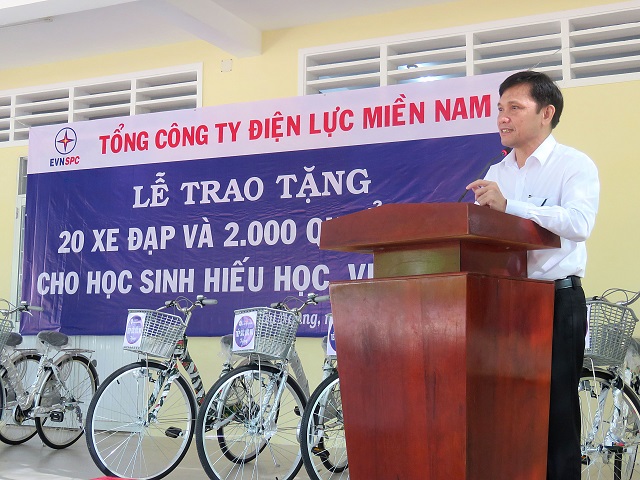 EVNSPC
TỔNG CÔNG TY ĐIỆN LỰC MIỀN NAM
LỄ TRAO TẶNG
20 XE ĐẠP VÀ 2.000
CHO HỌC SINH HIẾU HỌC,